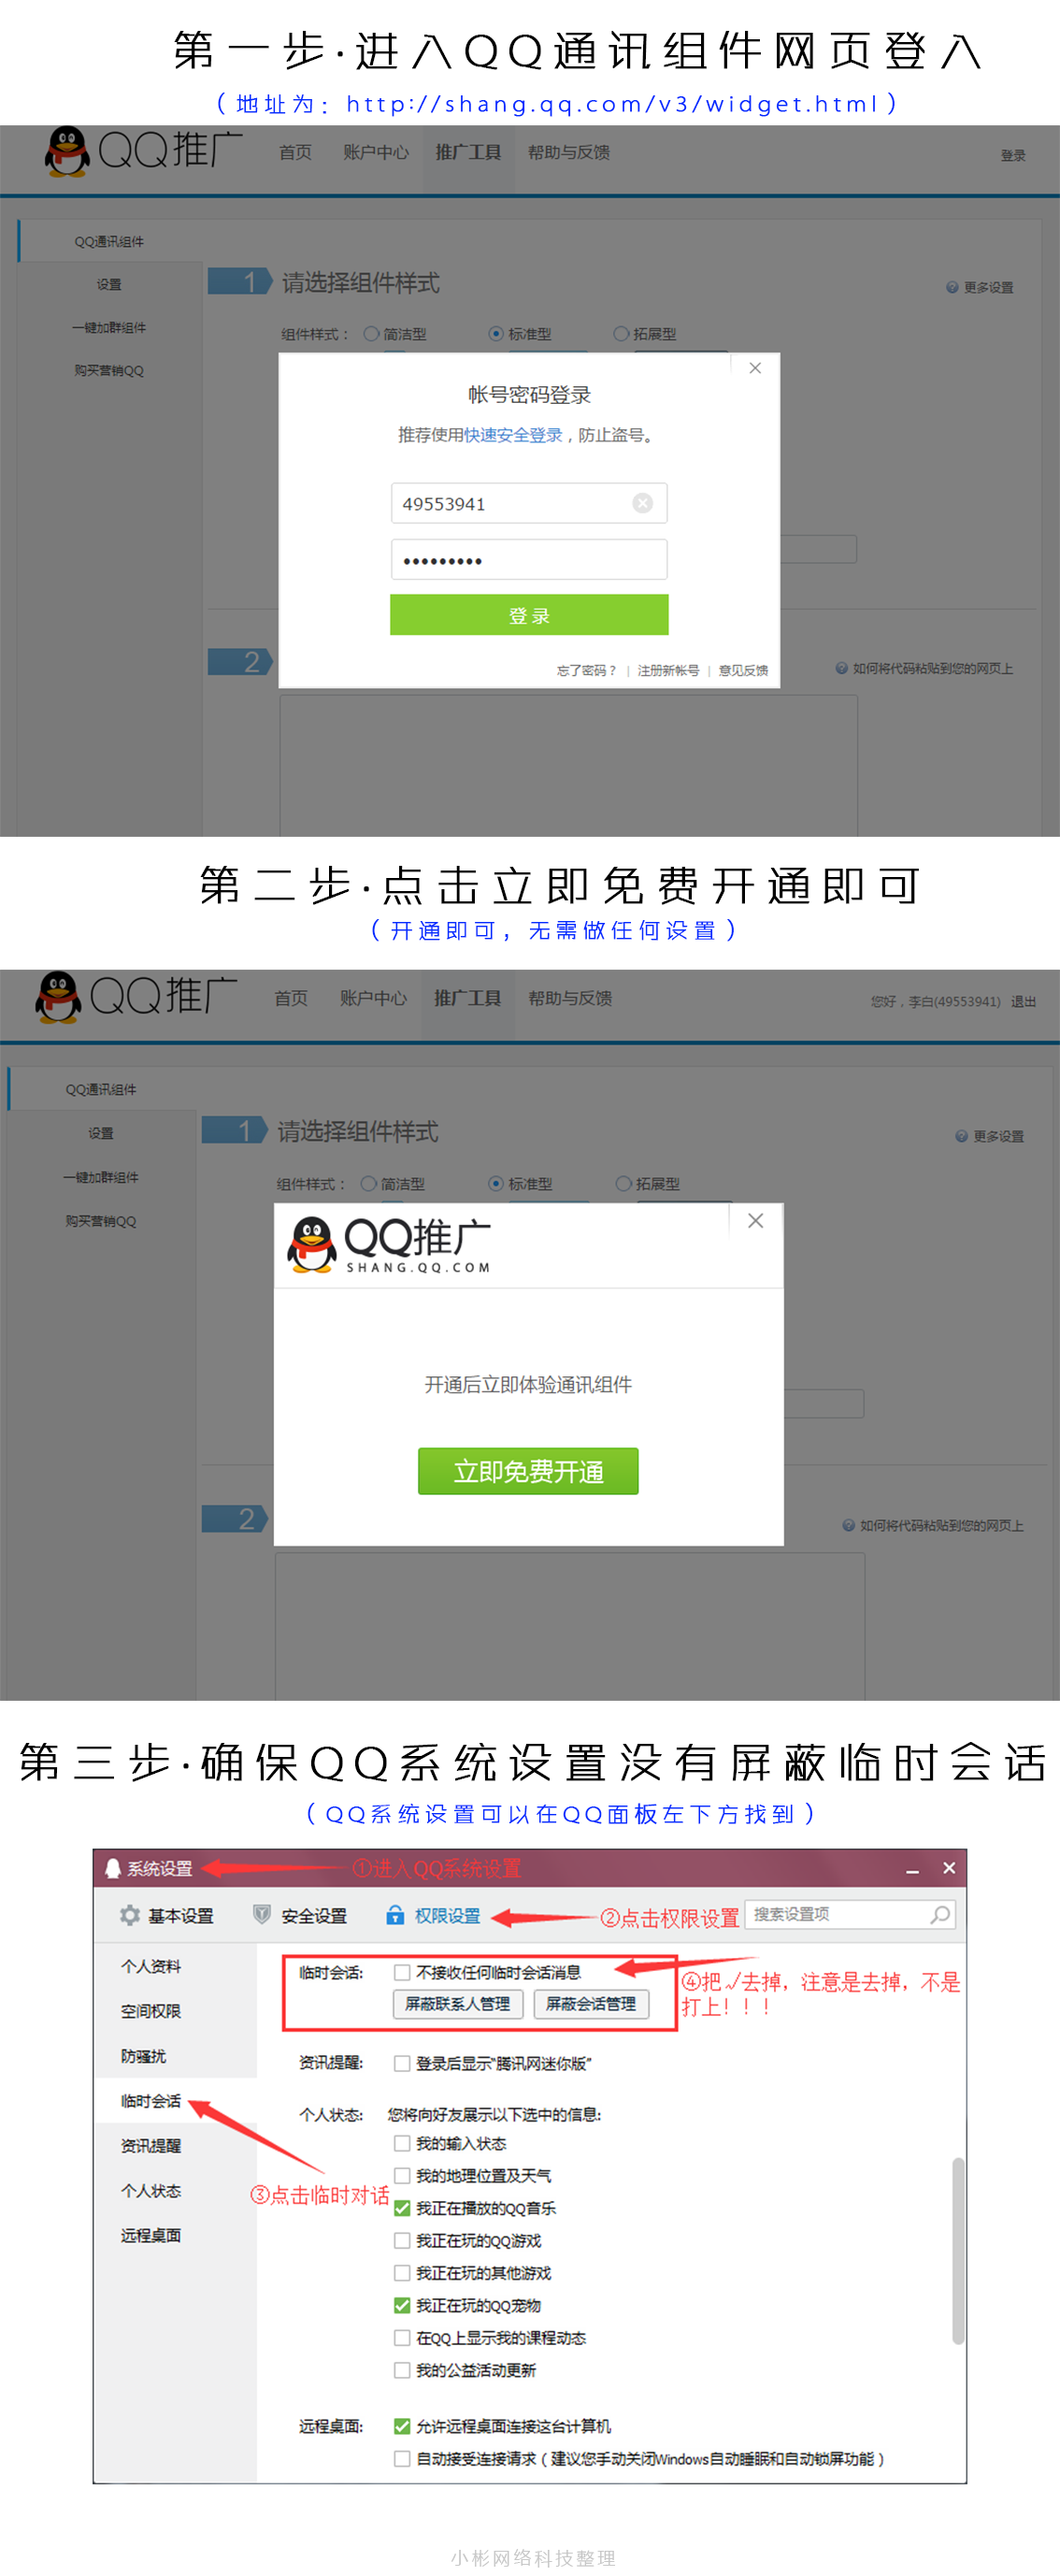 第一步·进入QQ通讯组件网页登入
（地址为：http://shang.qq.com/v3/widget.html）
QQ推广 首页 账户中心 推广工具 帮助与反馈 登录
QQ通讯组件
设置
一键加群组件
购买营销QQ
1 请选择组件样式 更多设置
组件样式： 简洁型 标准型 拓展型
帐号密码登录
推荐使用快速安全登录，防止盗号。
49553941
•••••••••
登 录
忘了密码？ | 注册新帐号 | 意见反馈
2 如何将代码粘贴到您的网页上
第二步·点击立即免费开通即可
（开通即可，无需做任何设置）
QQ推广 首页 账户中心 推广工具 帮助与反馈 您好，李白(49553941) 退出
QQ通讯组件
设置
一键加群组件
购买营销QQ
1 请选择组件样式 更多设置
组件样式： 简洁型 标准型 拓展型
QQ推广
SHANG.QQ.COM
开通后立即体验通讯组件
立即免费开通
2 如何将代码粘贴到您的网页上
第三步·确保QQ系统设置没有屏蔽临时会话
（QQ系统设置可以在QQ面板左下方找到）
系统设置 ①进入QQ系统设置
基本设置 安全设置 权限设置 ②点击权限设置 搜索设置项
个人资料
空间权限
防骚扰
临时会话
资讯提醒
个人状态
远程桌面
③点击临时对话
临时会话: 不接收任何临时会话消息
屏蔽联系人管理 屏蔽会话管理
④把√去掉，注意是去掉，不是
打上！！！
资讯提醒: 登录后显示"腾讯网迷你版"
个人状态: 您将向好友展示以下选中的信息:
我的输入状态
我的地理位置及天气
我正在播放的QQ音乐
我正在玩的QQ游戏
我正在玩的其他游戏
我正在玩的QQ宠物
在QQ上显示我的课程动态
我的公益活动更新
远程桌面: 允许远程桌面连接这台计算机
自动接受连接请求（建议您手动关闭Windows自动睡眠和自动锁屏功能）
小彬网络科技整理